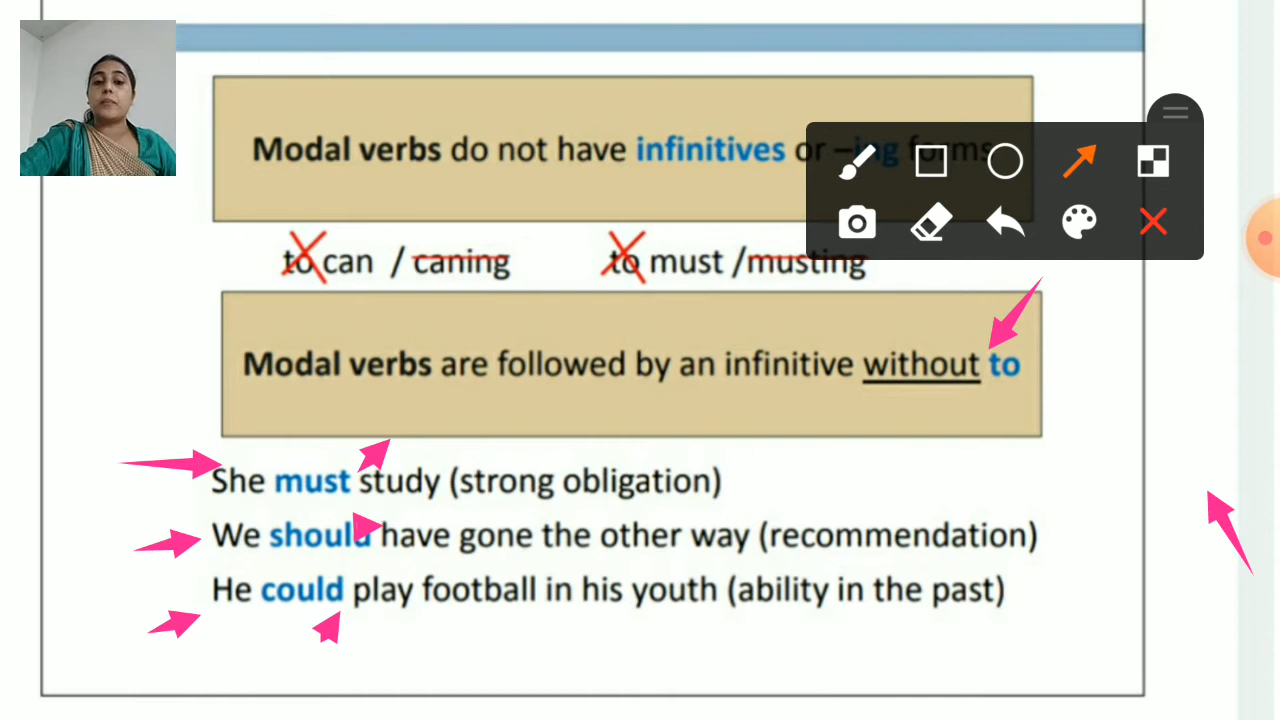 Modal verbs do not have infinitives or –ing forms
to can / caning to must /musting
Modal verbs are followed by an infinitive without to
She must study (strong obligation)
We should have gone the other way (recommendation)
He could play football in his youth (ability in the past)